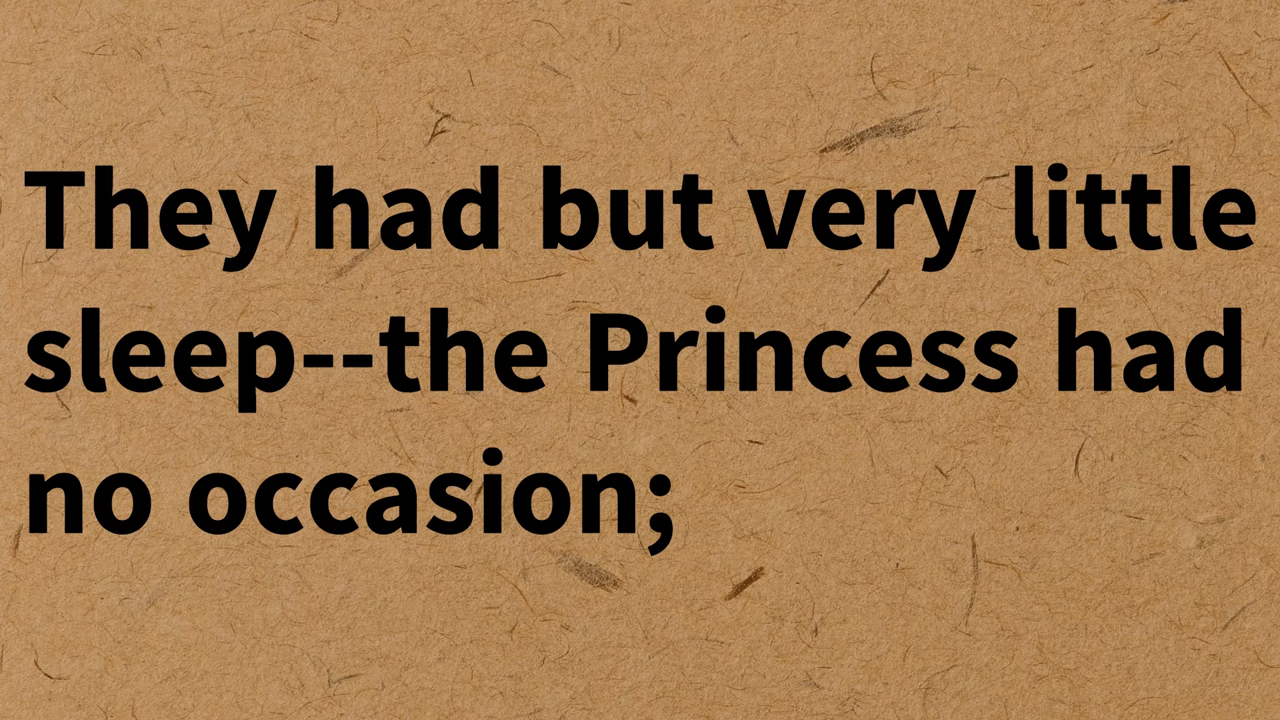 They had but very little
sleep--the Princess had
no occasion;